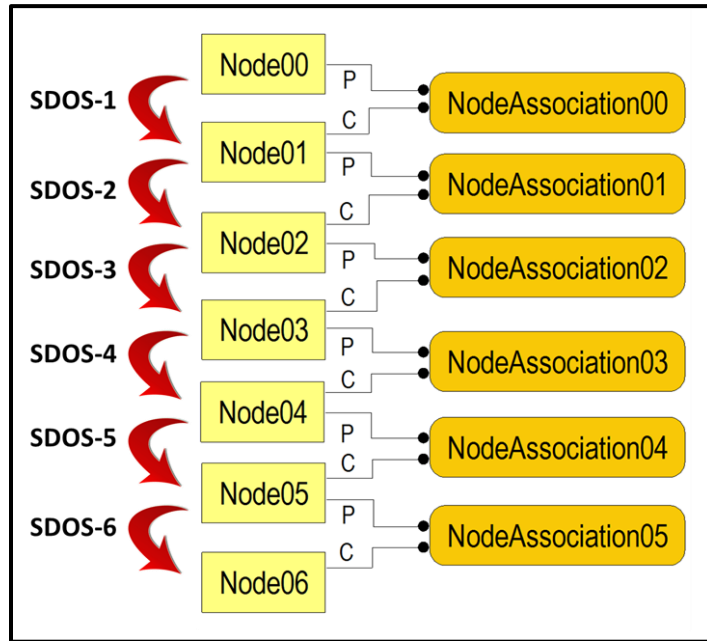 Node00
P
SDOS-1
NodeAssociation00
C
Node01
P
SDOS-2
NodeAssociation01
C
Node02
P
SDOS-3
NodeAssociation02
C
Node03
P
SDOS-4
NodeAssociation03
C
Node04
P
SDOS-5
NodeAssociation04
C
Node05
P
SDOS-6
NodeAssociation05
C
Node06